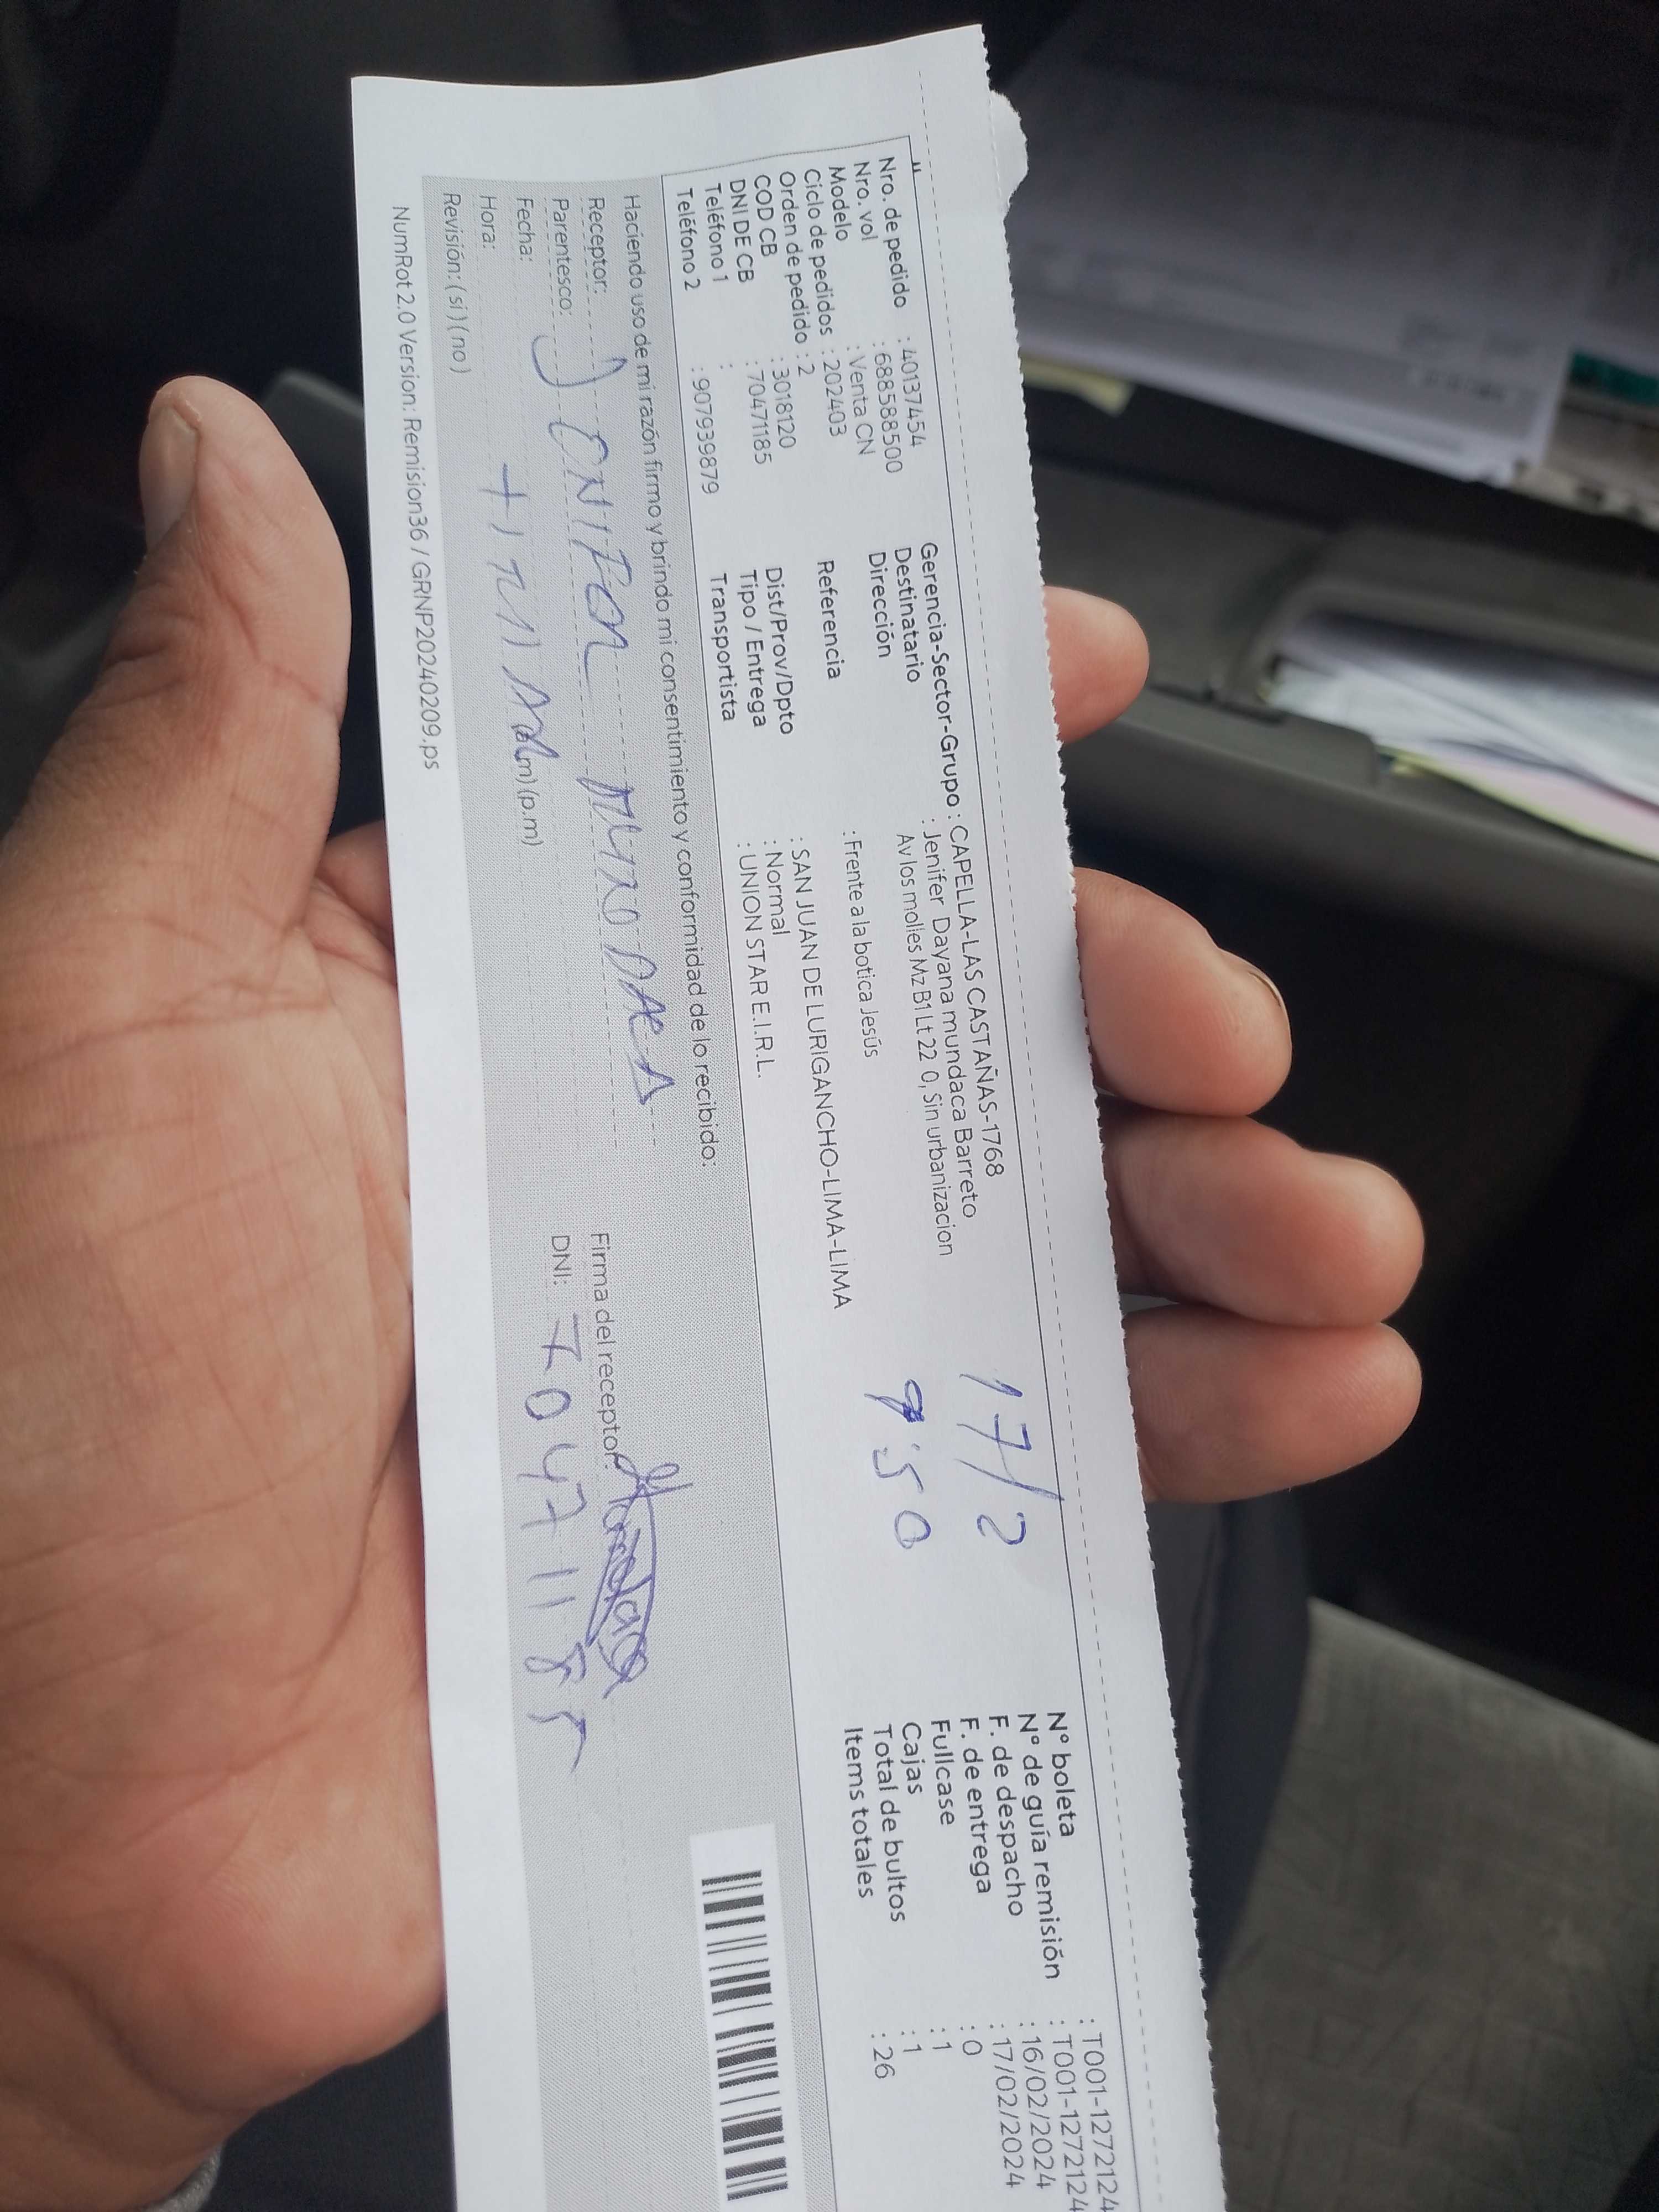 Nro. de pedido : 40137454
Nro. vol : 688588500
Modelo : Venta CN
Ciclo de pedidos : 202403
Orden de pedido : 2
COD CB : 3018120
DNI DE CB : 70471185
Teléfono 1 :
Teléfono 2 : 907939879
Gerencia-Sector-Grupo : CAPELLA-LAS CASTAÑAS-1768
Destinatario : Jenifer Dayana mundaca Barreto
Dirección Av los molles Mz B1 Lt 22 0, Sin urbanizacion
Referencia : Frente a la botica Jesús
Dist/Prov/Dpto : SAN JUAN DE LURIGANCHO-LIMA-LIMA
Tipo / Entrega : Normal
Transportista : UNION STAR E.I.R.L.
17/2
9:50
Nº boleta : T001-1272124
Nº de guía remisión : T001-1272124
F. de despacho : 16/02/2024
F. de entrega : 17/02/2024
Fullcase : 0
Cajas : 1
Total de bultos : 1
Items totales : 26
Haciendo uso de mi razón firmo y brindo mi consentimiento y conformidad de lo recibido:
Receptor:
Parentesco:
Fecha:
Hora: m) (p.m)
Revisión: ( si ) ( no )
Firma del receptor:
DNI: 70471185
NumRot 2.0 Version: Remision36 / GRNP20240209.ps